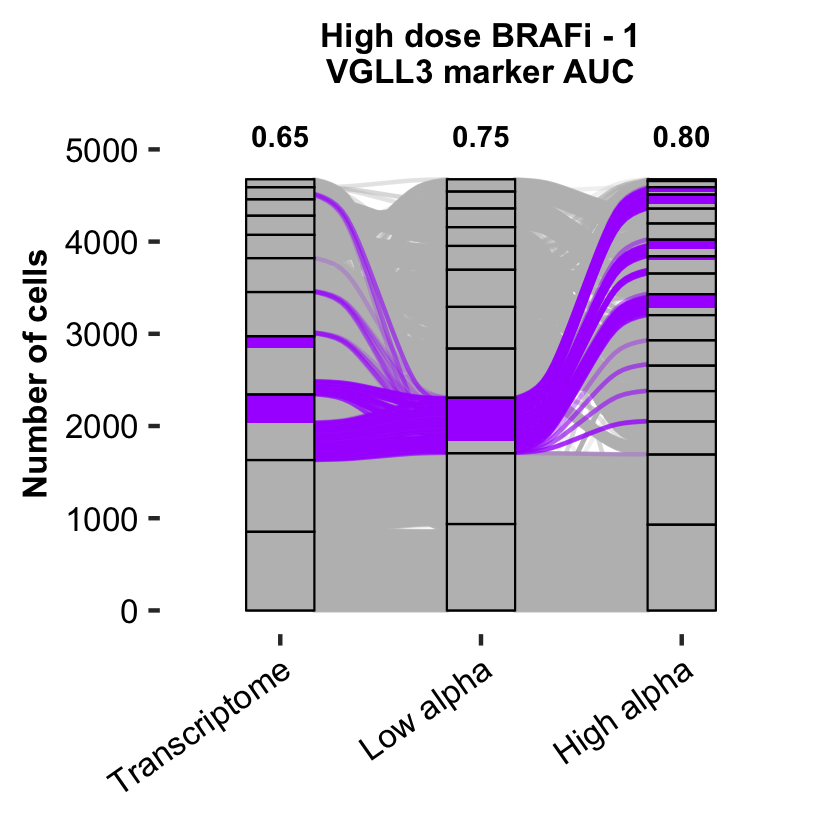 High dose BRAFi - 1
VGLL3 marker AUC
0.65 0.75 0.80
Number of cells
5000
4000
3000
2000
1000
0
Transcriptome
Low alpha
High alpha